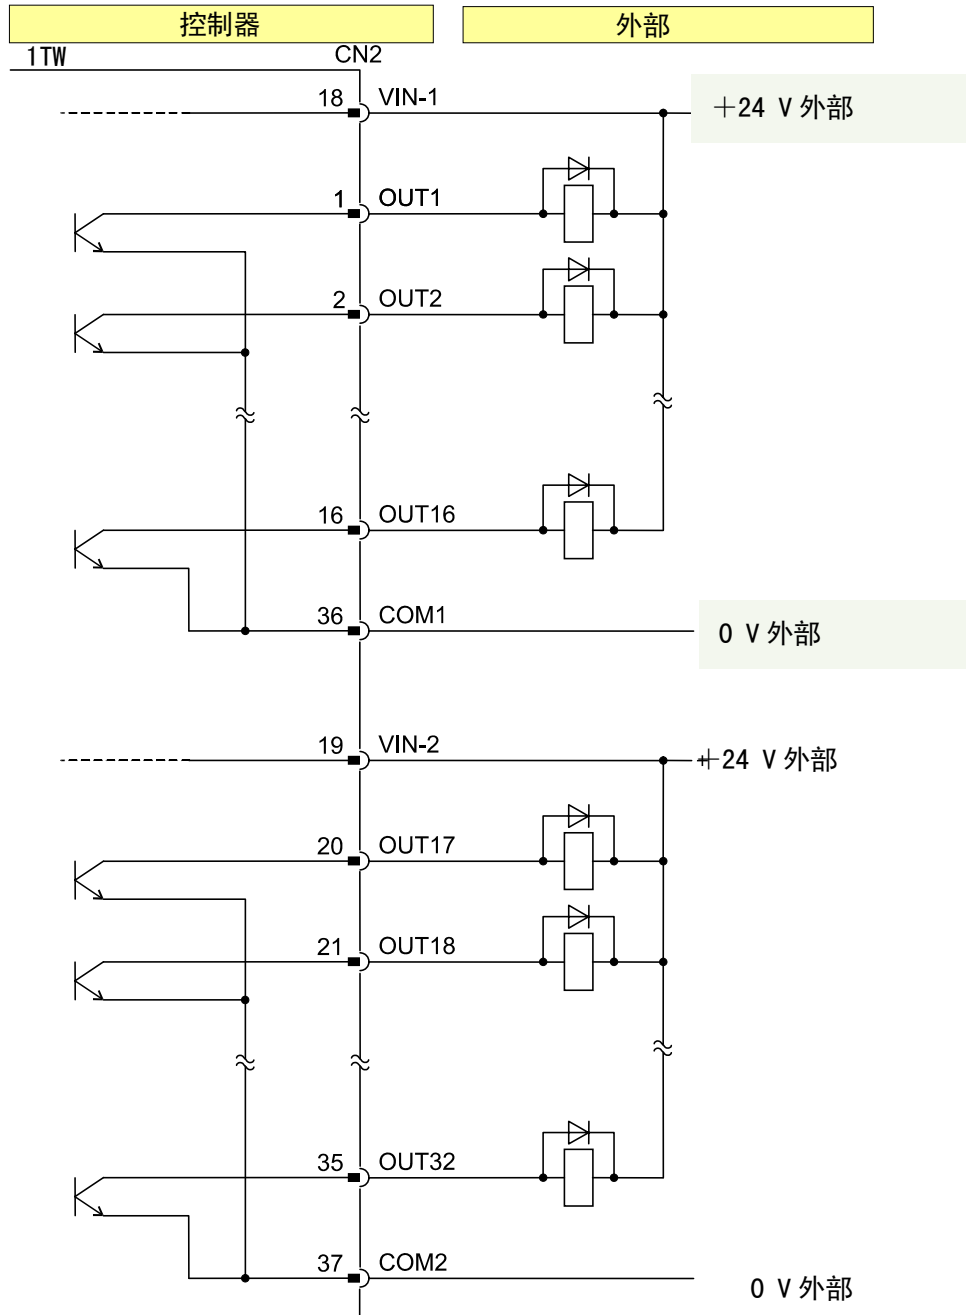 控制器 外部
1TW CN2
18 VIN-1 +24 V 外部
1 OUT1
2 OUT2
16 OUT16
36 COM1 0 V 外部
19 VIN-2 +24 V 外部
20 OUT17
21 OUT18
35 OUT32
37 COM2 0 V 外部